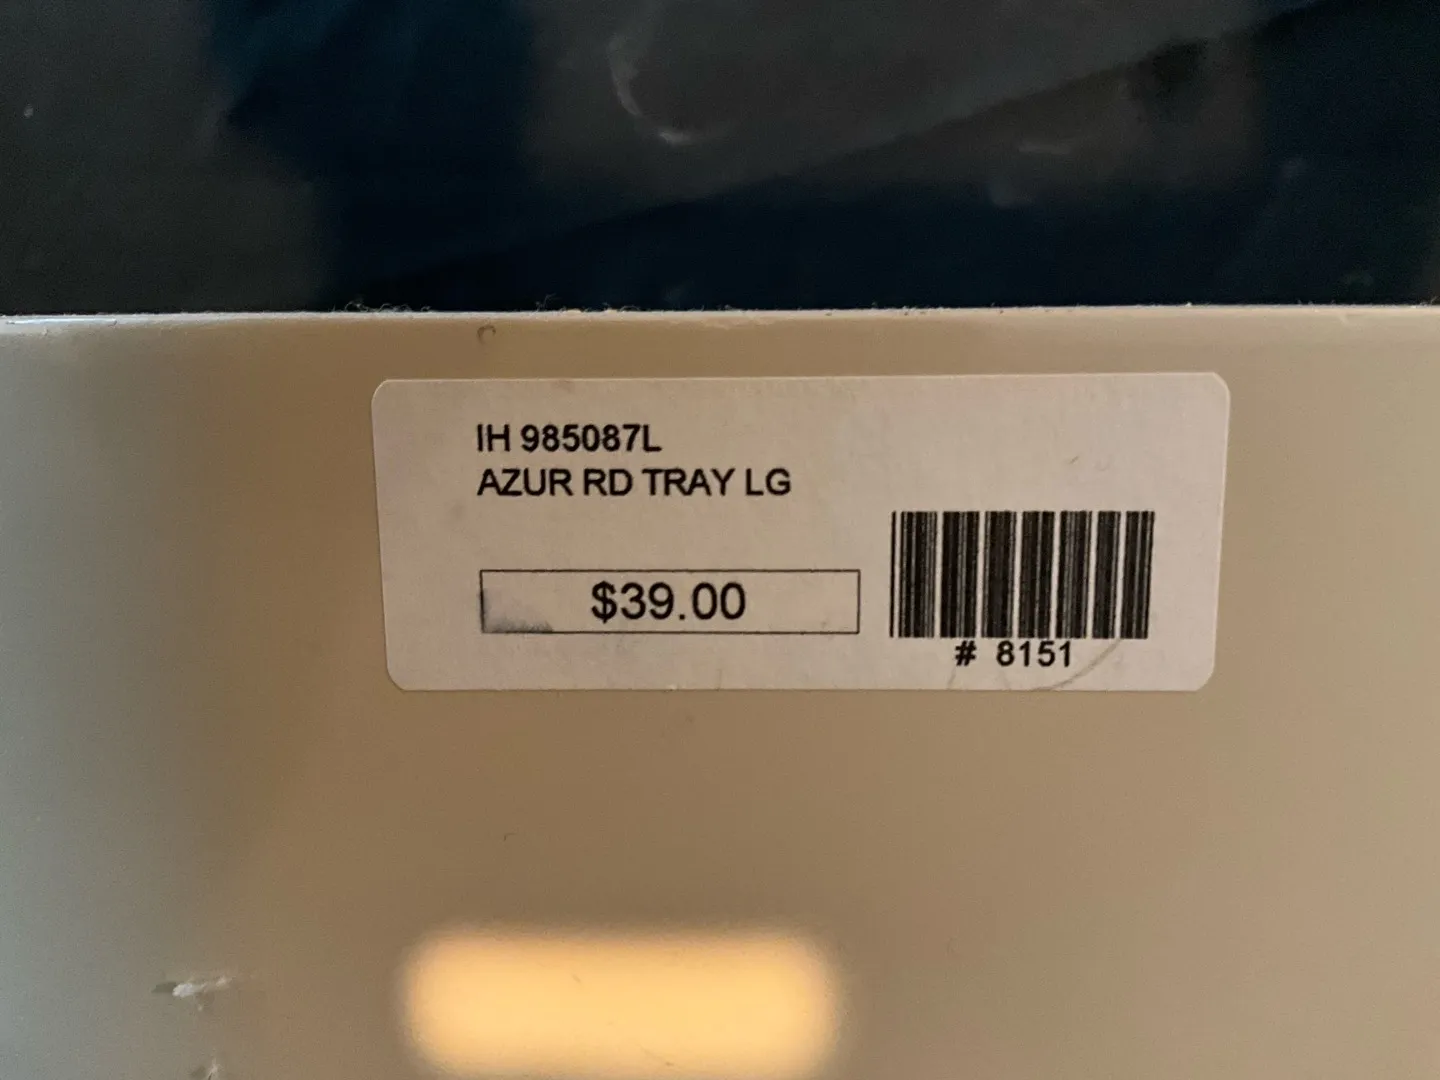 IH 985087L
AZUR RD TRAY LG
$39.00
# 8151